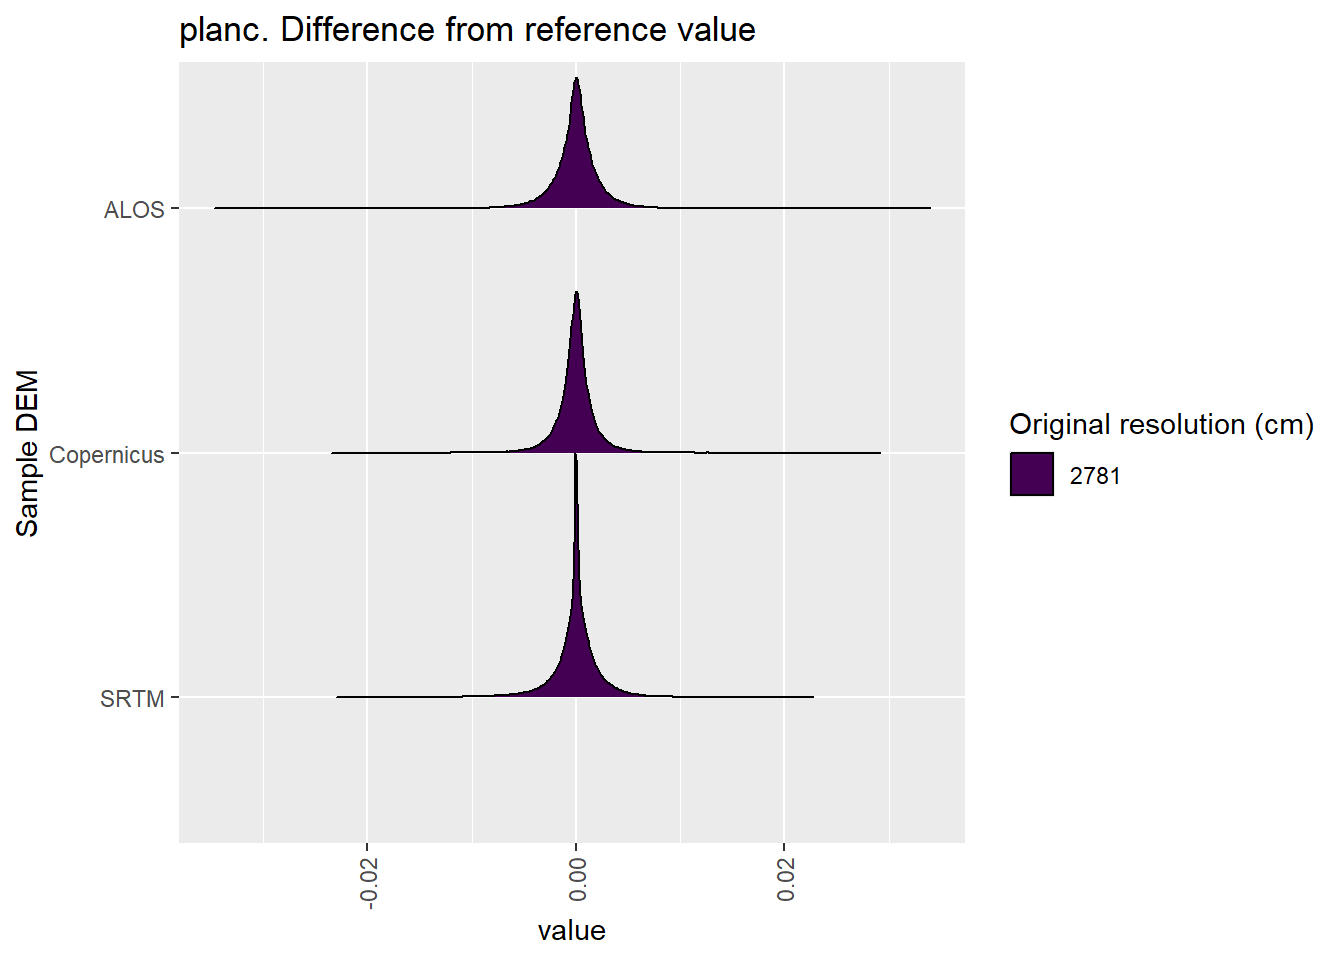 planc. Difference from reference value
ALOS
Copernicus
SRTM
Sample DEM
-0.02
0.00
0.02
value
Original resolution (cm)
2781